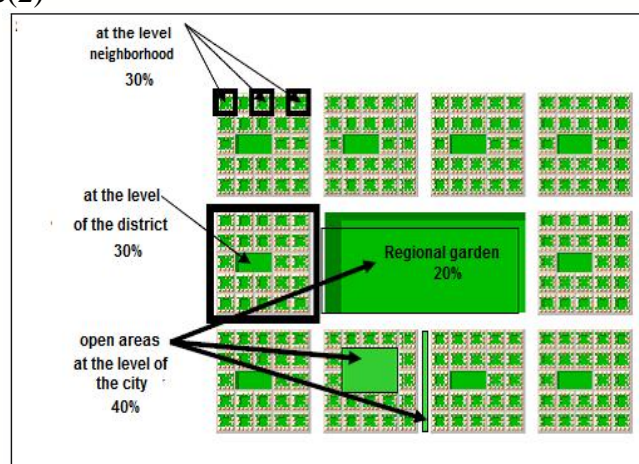 (2)
at the level
neighborhood
30%
at the level
of the district
30%
Regional garden
20%
open areas
at the level of
the city
40%